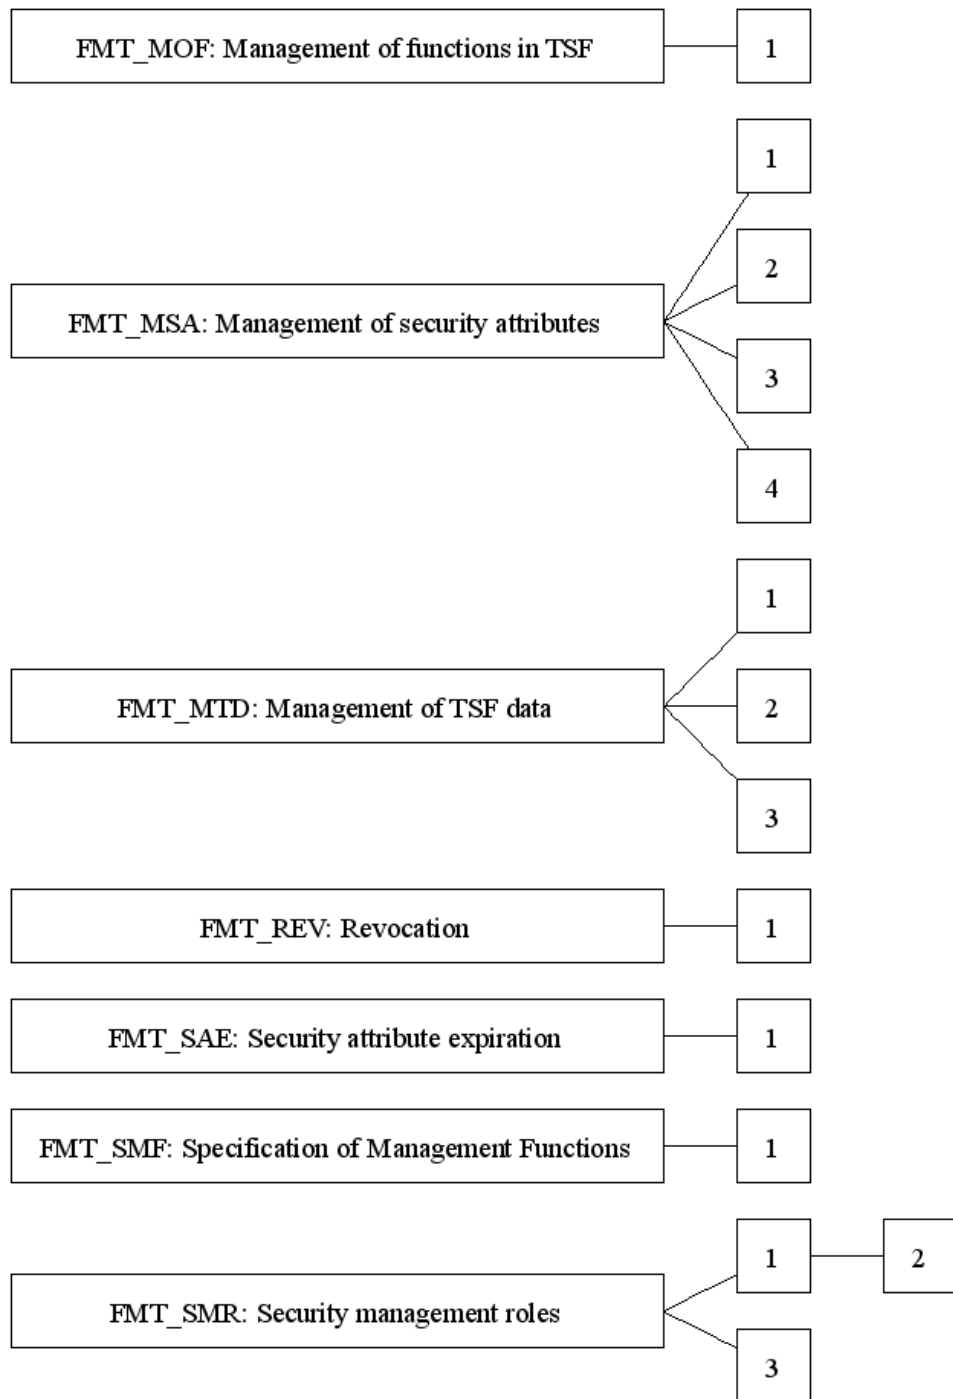 FMT_MOF: Management of functions in TSF
1
1
2
FMT_MSA: Management of security attributes
3
4
1
FMT_MTD: Management of TSF data
2
3
FMT_REV: Revocation
1
FMT_SAE: Security attribute expiration
1
FMT_SMF: Specification of Management Functions
1
1
2
FMT_SMR: Security management roles
3